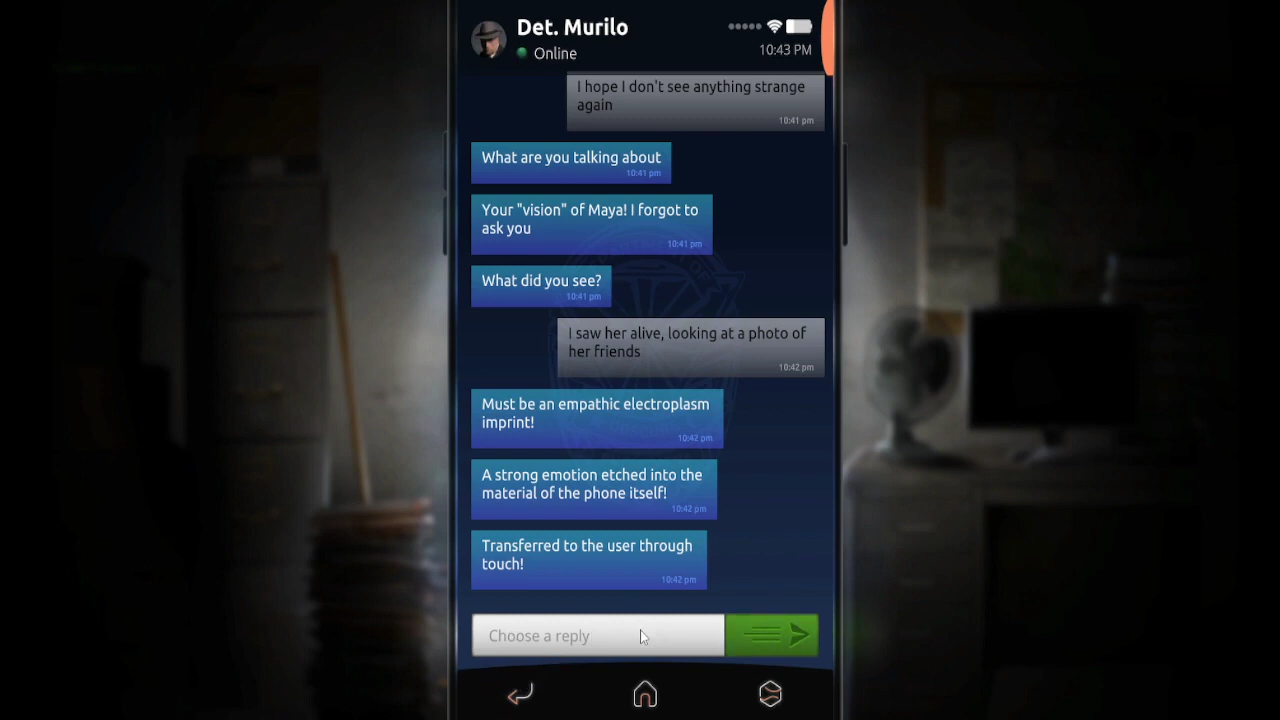 Det. Murilo
Online
10:43 PM
I hope I don't see anything strange
again
10:41 pm
What are you talking about
10:41 pm
Your "vision" of Maya! I forgot to
ask you
10:41 pm
What did you see?
10:41 pm
I saw her alive, looking at a photo of
her friends
10:42 pm
Must be an empathic electroplasm
imprint!
10:42 pm
A strong emotion etched into the
material of the phone itself!
10:42 pm
Transferred to the user through
touch!
10:42 pm
Choose a reply